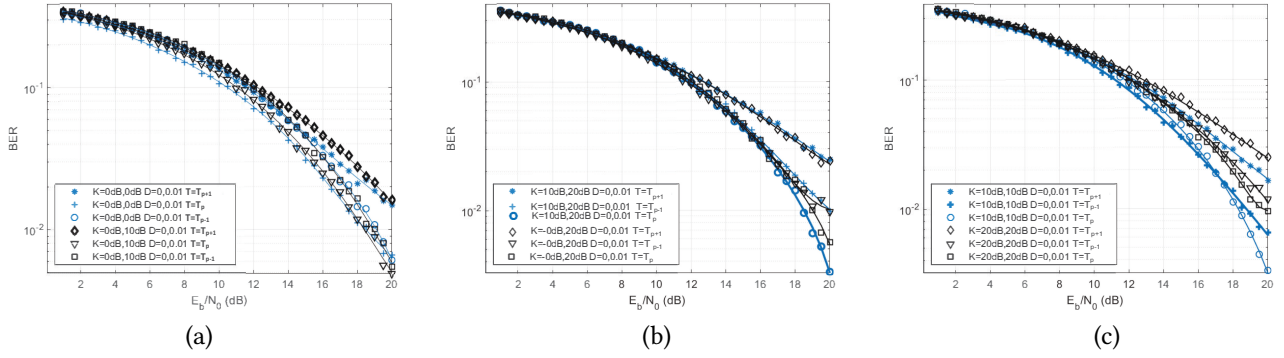 10^-1
10^-2
BER
K=0dB,0dB D=0,0.01 T=T_p+1
K=0dB,0dB D=0,0.01 T=T_p
K=0dB,0dB D=0,0.01 T=T_p-1
K=0dB,10dB D=0,0.01 T=T_p+1
K=0dB,10dB D=0,0.01 T=T_p
K=0dB,10dB D=0,0.01 T=T_p-1
2 4 6 8 10 12 14 16 18 20
E_b/N_0 (dB)
(a)
10^-1
10^-2
BER
K=10dB,20dB D=0,0.01 T=T_p+1
K=10dB,20dB D=0,0.01 T=T_p-1
K=10dB,20dB D=0,0.01 T=T_p
K=-0dB,20dB D=0,0.01 T=T_p+1
K=-0dB,20dB D=0,0.01 T=T_p-1
K=-0dB,20dB D=0,0.01 T=T_p
2 4 6 8 10 12 14 16 18 20
E_b/N_0 (dB)
(b)
10^-1
10^-2
BER
K=10dB,10dB D=0,0.01 T=T_p+1
K=10dB,10dB D=0,0.01 T=T_p-1
K=10dB,10dB D=0,0.01 T=T_p
K=20dB,20dB D=0,0.01 T=T_p+1
K=20dB,20dB D=0,0.01 T=T_p-1
K=20dB,20dB D=0,0.01 T=T_p
2 4 6 8 10 12 14 16 18 20
E_b/N_0 (dB)
(c)